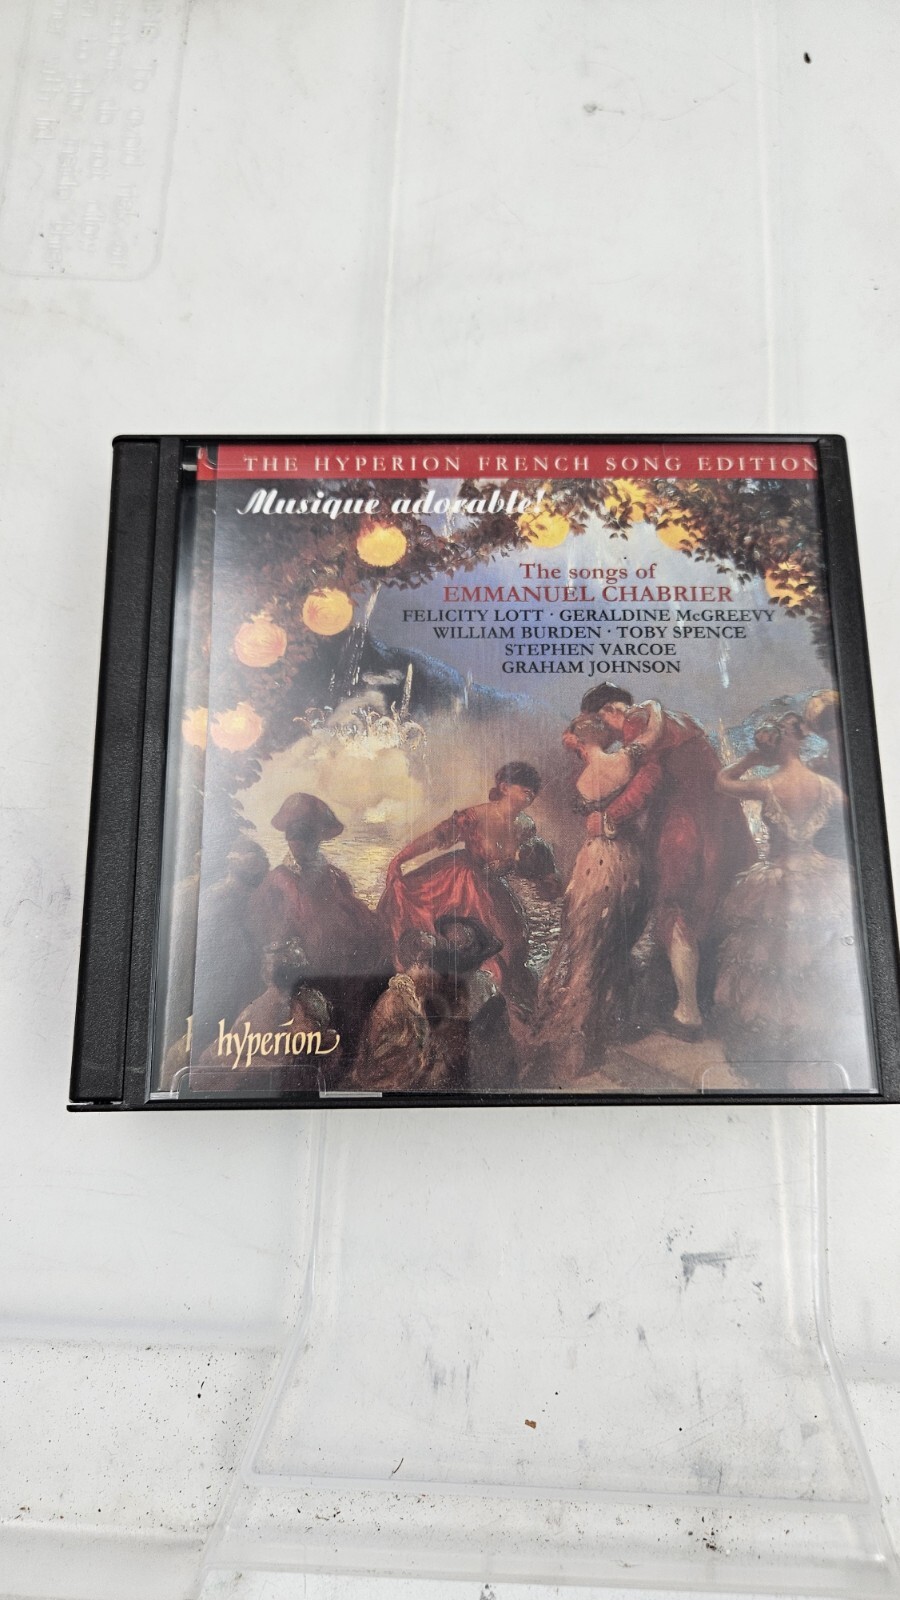 THE HYPERION FRENCH SONG EDITION
Musique adorable!
The songs of
EMMANUEL CHABRIER
FELICITY LOTT · GERALDINE McGREEVY
WILLIAM BURDEN · TOBY SPENCE
STEPHEN VARCOE
GRAHAM JOHNSON
hyperion